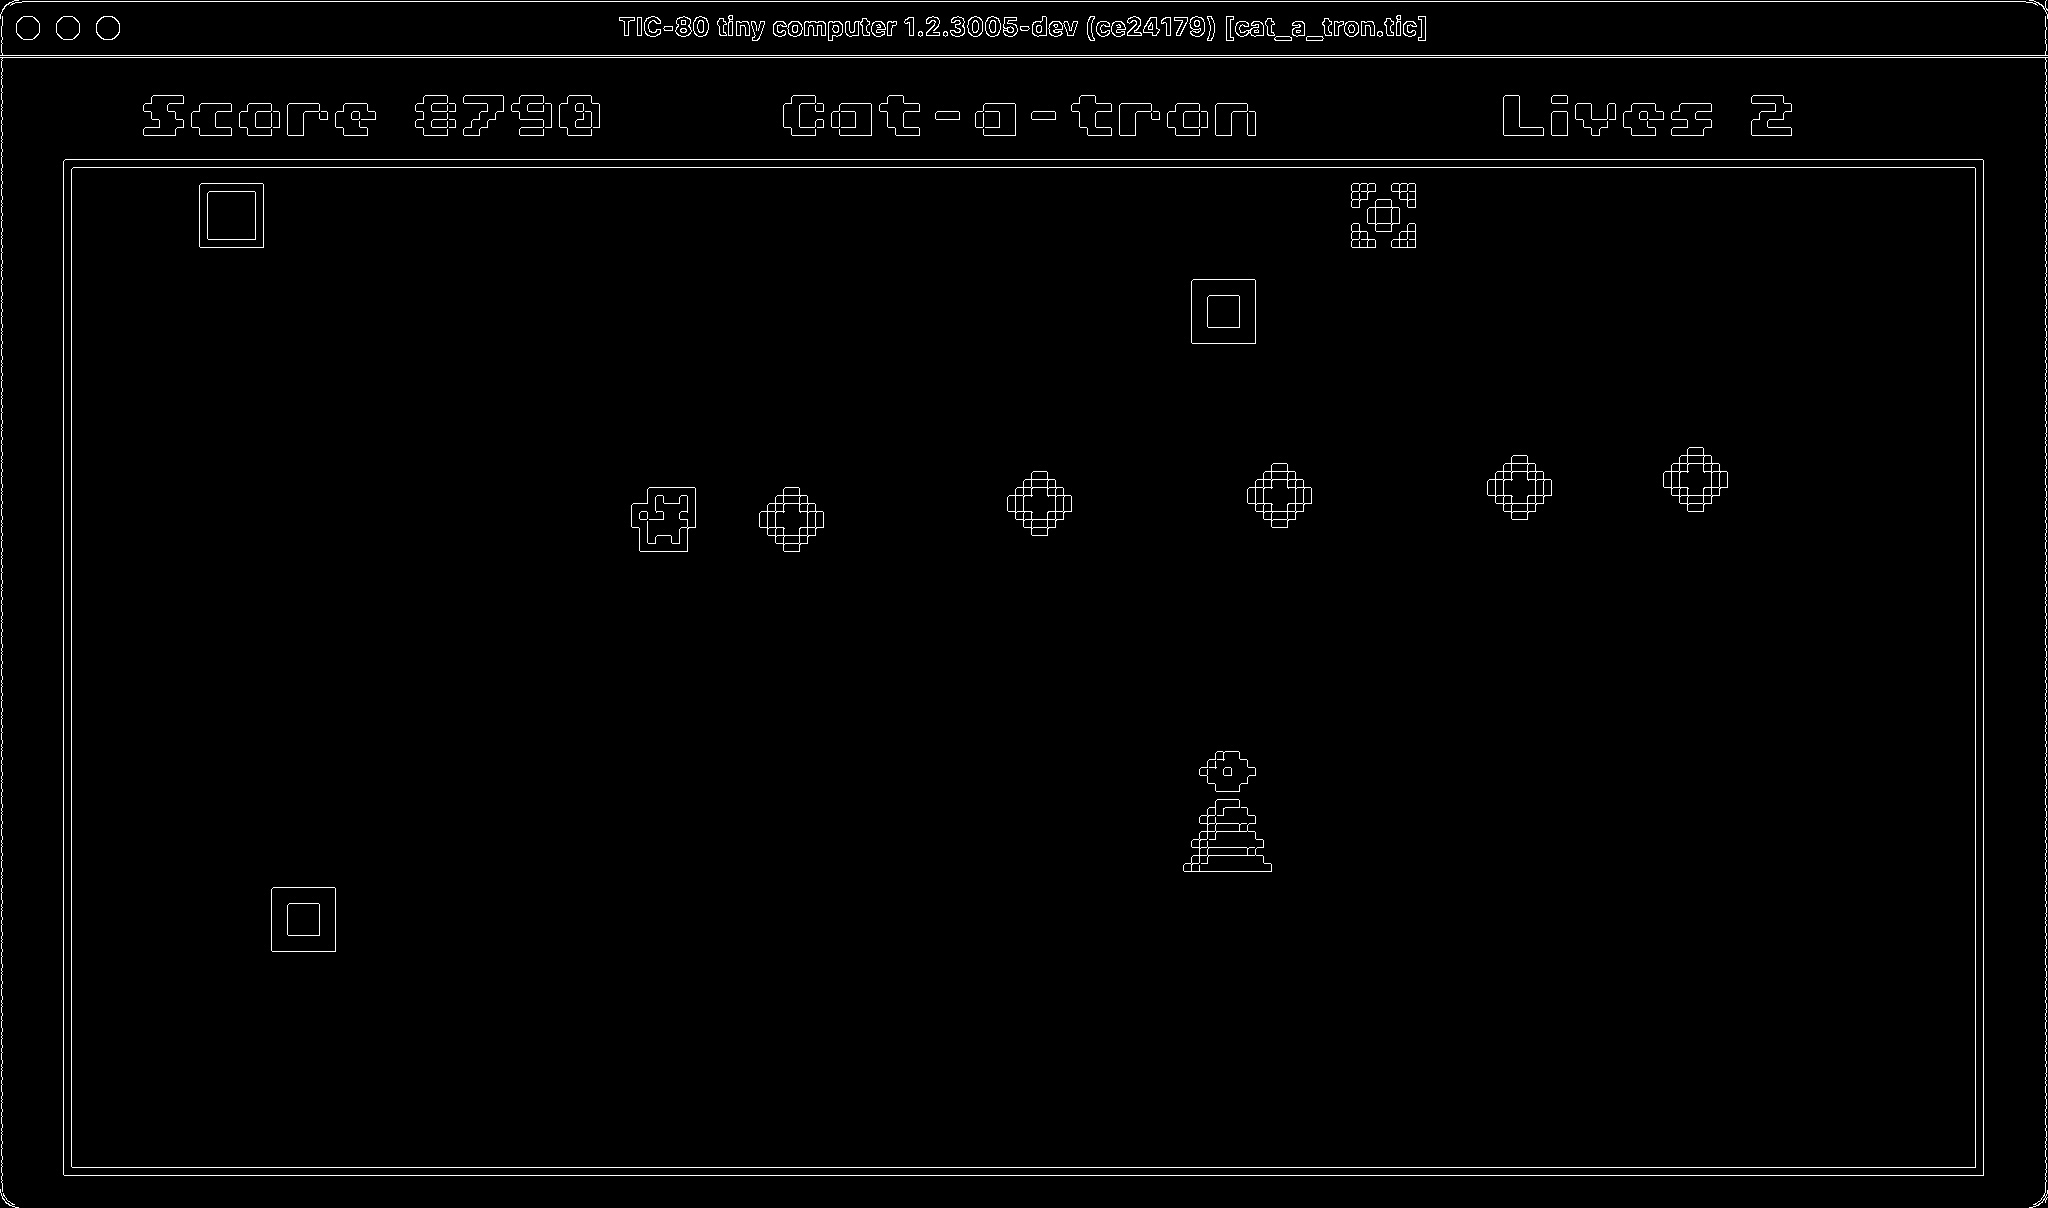 TIC-80 tiny computer 1.2.3005-dev (ce24179) [cat_a_tron.tic]
Score 8790 Cat-a-tron Lives 2